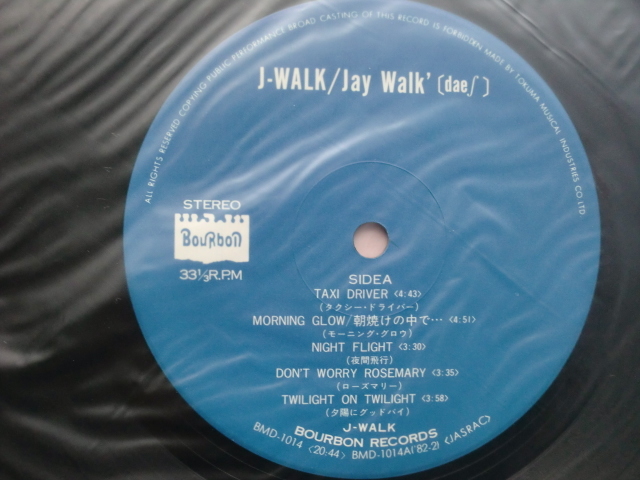 ALL RIGHTS RESERVED COPYING PUBLIC PERFORMANCE BROAD CASTING OF THIS RECORD IS FORBIDDEN MADE BY TOKUMA MUSICAL INDUSTRIES CO LTD.
J-WALK/Jay Walk' [dæʃ]
STEREO
BouRboN
33⅓R.P.M
SIDEA
TAXI DRIVER <4:43>
(タクシー・ドライバー)
MORNING GLOW/朝焼けの中で… <4:51>
(モーニング・グロウ)
NIGHT FLIGHT <3:30>
(夜間飛行)
DON'T WORRY ROSEMARY <3:35>
(ローズマリー)
TWILIGHT ON TWILIGHT <3:58>
(夕陽にグッドバイ)
J-WALK
BOURBON RECORDS
BMD-1014 <20:44> BMD-1014A('82-2) <JASRAC>